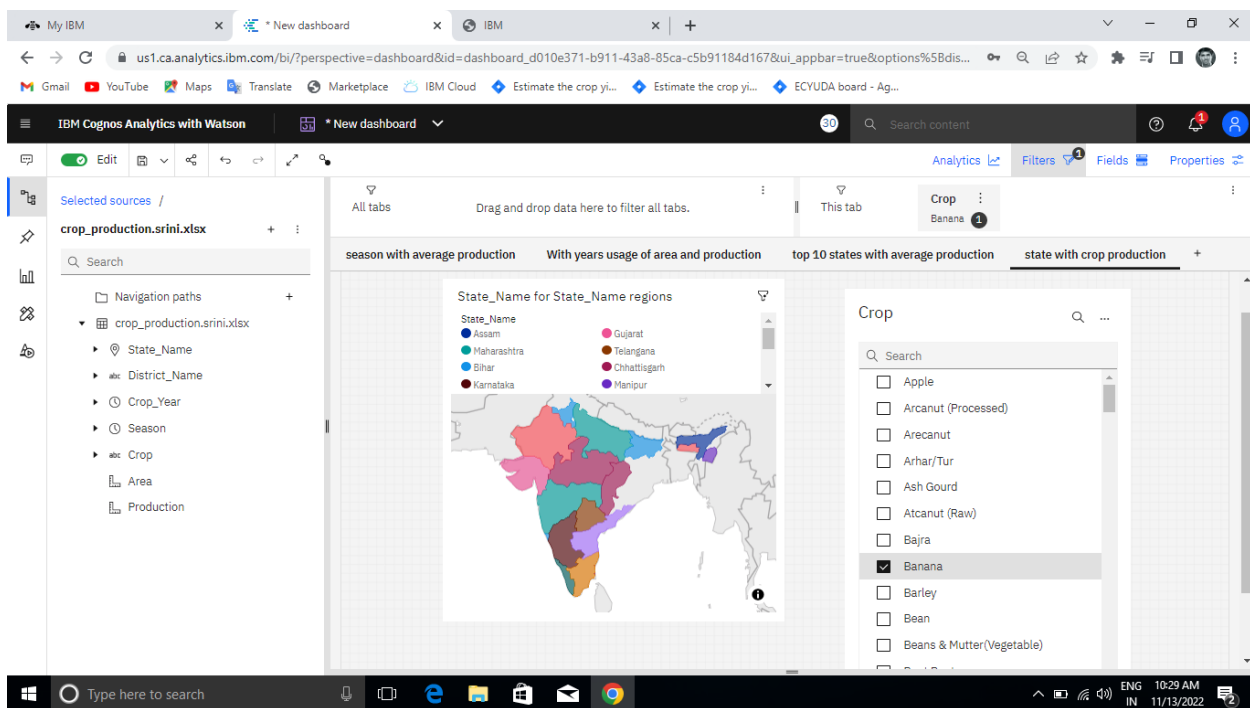 My IBM
* New dashboard
IBM
us1.ca.analytics.ibm.com/bi/?perspective=dashboard&id=dashboard_d010e371-b911-43a8-85ca-c5b91184d167&ui_appbar=true&options%5Bdis...
Gmail YouTube Maps Translate Marketplace IBM Cloud Estimate the crop yi... Estimate the crop yi... ECYUDA board - Ag...
IBM Cognos Analytics with Watson * New dashboard 30 Search content 1
Edit Analytics Filters 1 Fields Properties
Selected sources /
crop_production.srini.xlsx
Search
Navigation paths
crop_production.srini.xlsx
State_Name
abc District_Name
Crop_Year
Season
abc Crop
Area
Production
All tabs
Drag and drop data here to filter all tabs.
This tab
Crop
Banana 1
season with average production With years usage of area and production top 10 states with average production state with crop production +
State_Name for State_Name regions
State_Name
Assam Gujarat
Maharashtra Telangana
Bihar Chhattisgarh
Karnataka Manipur
Crop
Search
Apple
Arcanut (Processed)
Arecanut
Arhar/Tur
Ash Gourd
Atcanut (Raw)
Bajra
Banana
Barley
Bean
Beans & Mutter(Vegetable)
Type here to search
ENG 10:29 AM
IN 11/13/2022 2